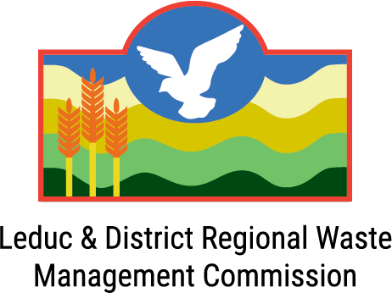 Leduc & District Regional Waste
Management Commission